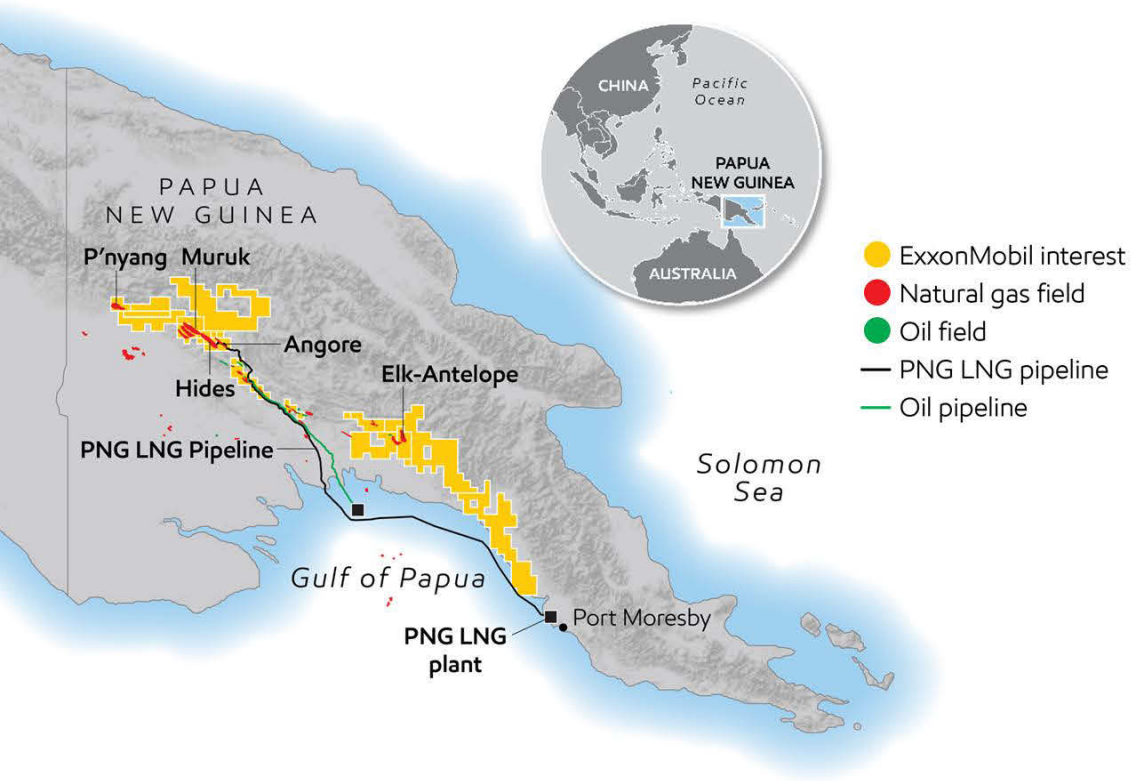 CHINA
Pacific
Ocean
PAPUA
NEW GUINEA
AUSTRALIA
PAPUA
NEW GUINEA
P'nyang
Muruk
Angore
Hides
Elk-Antelope
PNG LNG Pipeline
Gulf of Papua
Solomon
Sea
PNG LNG
plant
Port Moresby
ExxonMobil interest
Natural gas field
Oil field
PNG LNG pipeline
Oil pipeline